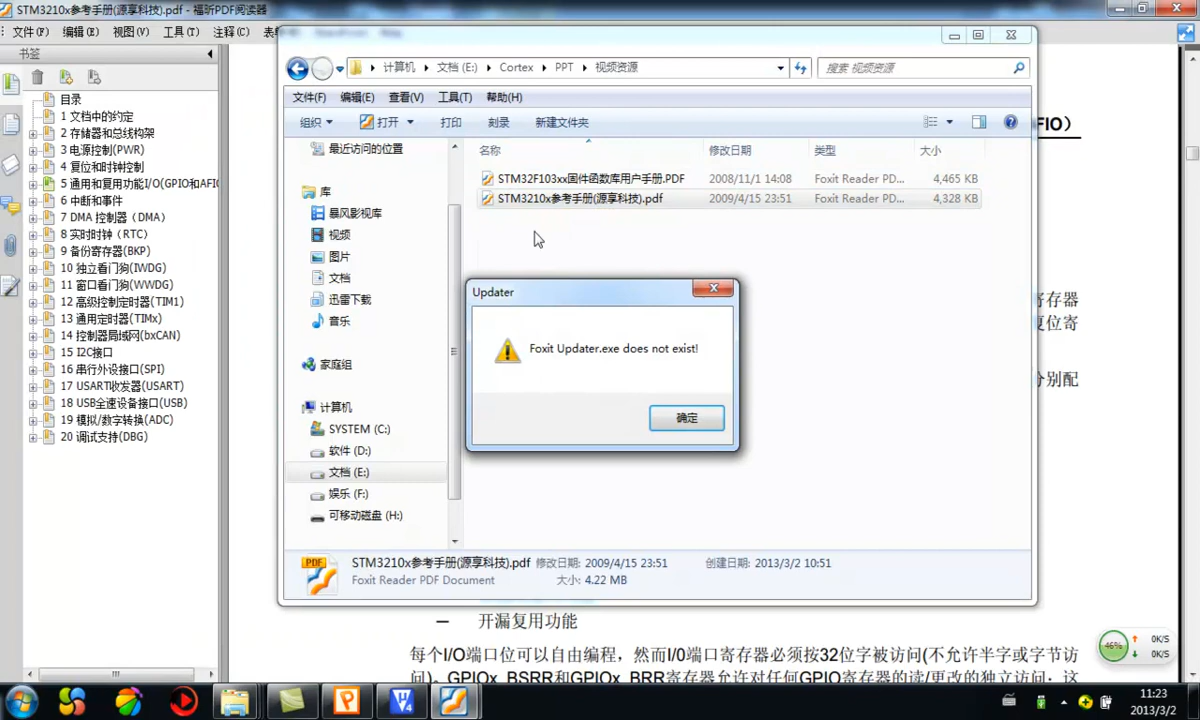 STM3210x参考手册(源享科技).pdf - 福昕PDF阅读器
文件(F) 编辑(E) 视图(V) 工具(T) 注释(C) 表
书签
目录
1 文档中的约定
2 存储器和总线构架
3 电源控制(PWR)
4 复位和时钟控制
5 通用和复用功能I/O(GPIO和AFIO
6 中断和事件
7 DMA 控制器（DMA）
8 实时时钟（RTC）
9 备份寄存器(BKP)
10 独立看门狗(IWDG)
11 窗口看门狗(WWDG)
12 高级控制定时器(TIM1)
13 通用定时器(TIMx)
14 控制器局域网(bxCAN)
15 I2C接口
16 串行外设接口(SPI)
17 USART收发器(USART)
18 USB全速设备接口(USB)
19 模拟/数字转换(ADC)
20 调试支持(DBG)
计算机 文档 (E:) Cortex PPT 视频资源
搜索 视频资源
文件(F) 编辑(E) 查看(V) 工具(T) 帮助(H)
组织 打开 打印 刻录 新建文件夹
名称 修改日期 类型 大小
STM32F103xx固件函数库用户手册.PDF 2008/11/1 14:08 Foxit Reader PD... 4,465 KB
STM3210x参考手册(源享科技).pdf 2009/4/15 23:51 Foxit Reader PD... 4,328 KB
最近访问的位置
库
暴风影视库
视频
图片
文档
迅雷下载
音乐
家庭组
计算机
SYSTEM (C:)
软件 (D:)
文档 (E:)
娱乐 (F:)
可移动磁盘 (H:)
Updater
Foxit Updater.exe does not exist!
确定
STM3210x参考手册(源享科技).pdf 修改日期: 2009/4/15 23:51 创建日期: 2013/3/2 10:51
Foxit Reader PDF Document 大小: 4.22 MB
PDF
FIO）
寄存器
复位寄
分别配
－ 开漏复用功能
每个I/O端口位可以自由编程，然而I/0端口寄存器必须按32位字被访问(不允许半字或字节访
问)。GPIOx_BSRR和GPIOx_BRR寄存器允许对任何GPIO寄存器的读/更改的独立访问，这
46% 0K/S
0K/S
11:23
2013/3/2